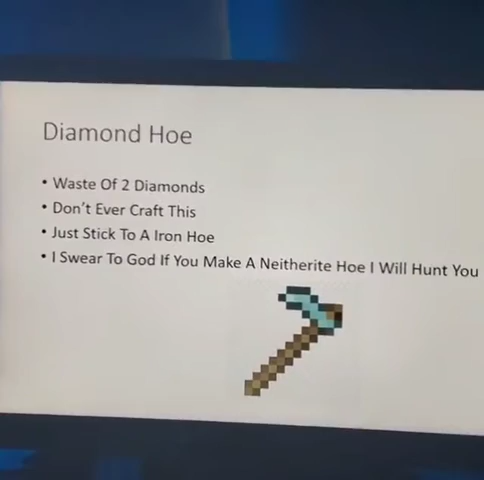 Diamond Hoe
• Waste Of 2 Diamonds
• Don't Ever Craft This
• Just Stick To A Iron Hoe
• I Swear To God If You Make A Neitherite Hoe I Will Hunt You